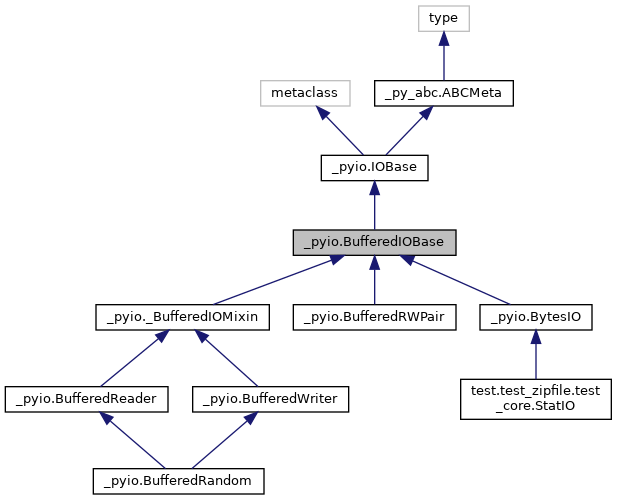 type
metaclass
_py_abc.ABCMeta
_pyio.IOBase
_pyio.BufferedIOBase
_pyio._BufferedIOMixin
_pyio.BufferedRWPair
_pyio.BytesIO
_pyio.BufferedReader
_pyio.BufferedWriter
test.test_zipfile.test
_core.StatIO
_pyio.BufferedRandom